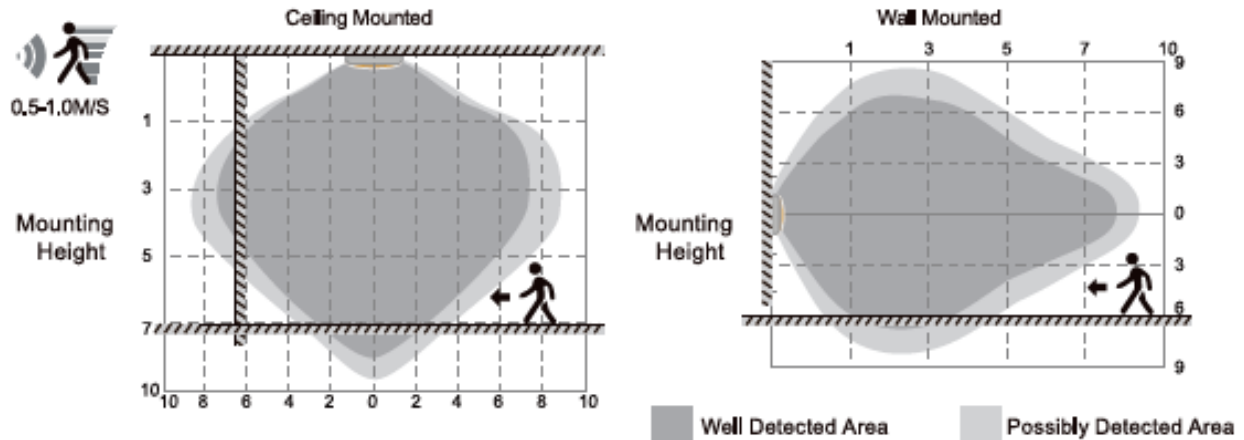 Ceiling Mounted
0.5-1.0M/S
1
3
Mounting
Height
5
7
10
10 8 6 4 2 0 2 4 6 8 10
Wall Mounted
1 3 5 7 10
9
6
3
Mounting
Height
0
3
6
9
Well Detected Area
Possibly Detected Area